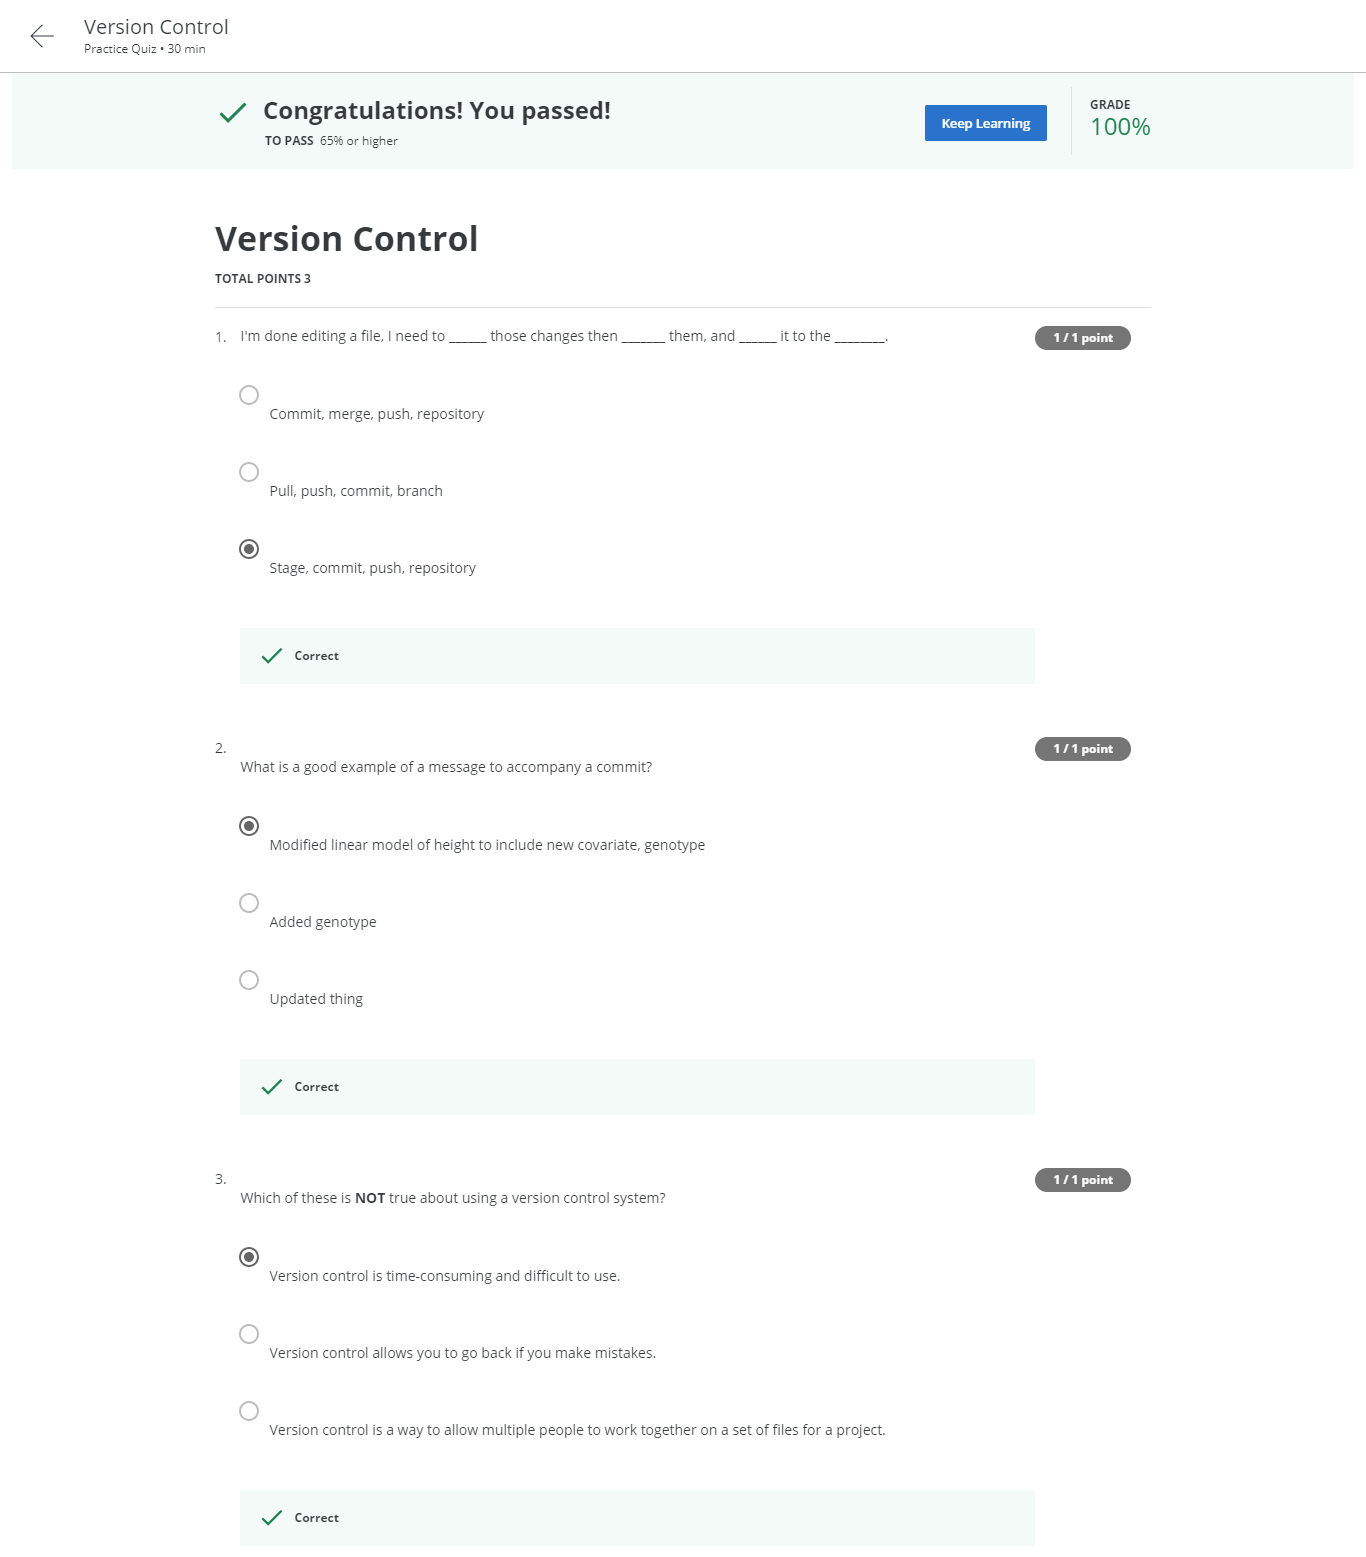 Version Control
Practice Quiz • 30 min
Congratulations! You passed!
TO PASS 65% or higher
Keep Learning
GRADE
100%
Version Control
TOTAL POINTS 3
1. I'm done editing a file, I need to ______ those changes then _______ them, and ______ it to the ________.
1 / 1 point
Commit, merge, push, repository
Pull, push, commit, branch
Stage, commit, push, repository
Correct
2.
1 / 1 point
What is a good example of a message to accompany a commit?
Modified linear model of height to include new covariate, genotype
Added genotype
Updated thing
Correct
3.
1 / 1 point
Which of these is NOT true about using a version control system?
Version control is time-consuming and difficult to use.
Version control allows you to go back if you make mistakes.
Version control is a way to allow multiple people to work together on a set of files for a project.
Correct